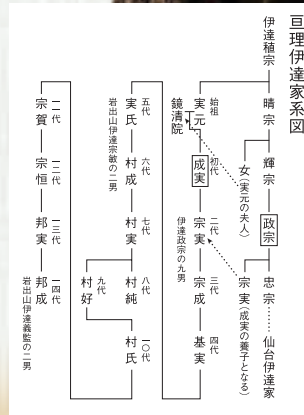 亘理伊達家系図
伊達稙宗
晴宗
輝宗
政宗
忠宗……仙台伊達家
宗実(成実の養子となる)
女(実元の夫人)
始祖
実元
鏡清院
初代
成実
二代
宗実
伊達政宗の九男
三代
宗成
四代
基実
五代
実氏
岩出山伊達宗敏の二男
六代
村成
七代
村実
八代
村純
九代
村好
一〇代
村氏
一一代
宗賀
一二代
宗恒
一三代
邦実
一四代
邦成
岩出山伊達義監の二男